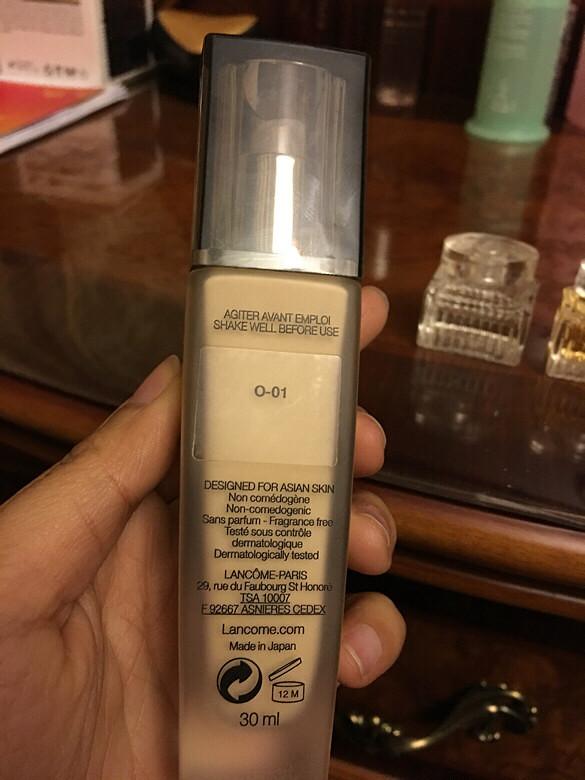 AGITER AVANT EMPLOI
SHAKE WELL BEFORE USE
O-01
DESIGNED FOR ASIAN SKIN
Non comédogène
Non-comedogenic
Sans parfum - Fragrance free
Testé sous contrôle
dermatologique
Dermatologically tested
LANCÔME-PARIS
29, rue du Faubourg St Honoré
TSA 10007
F 92667 ASNIERES CEDEX
Lancome.com
Made in Japan
12 M
30 ml